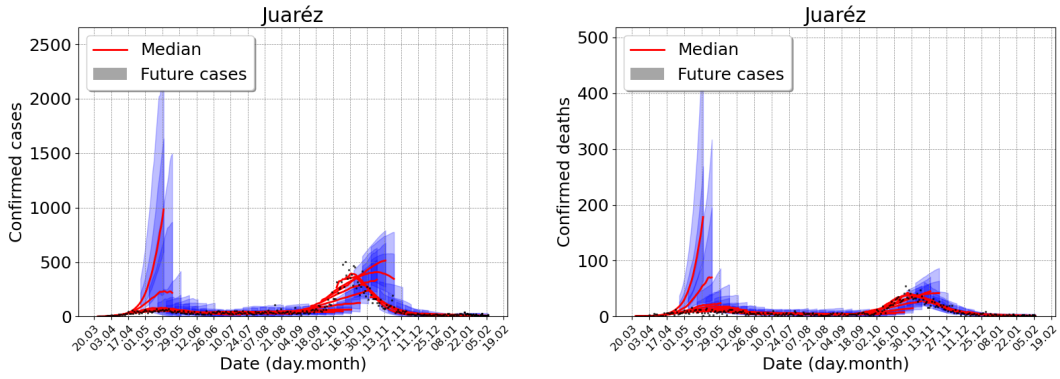 Juaréz
Confirmed cases
2500
2000
1500
1000
500
0
Median
Future cases
20.03 03.04 17.04 01.05 15.05 29.05 12.06 26.06 10.07 24.07 07.08 21.08 04.09 18.09 02.10 16.10 30.10 13.11 27.11 11.12 25.12 08.01 22.01 05.02 19.02
Date (day.month)
Juaréz
Confirmed deaths
500
400
300
200
100
0
Median
Future cases
20.03 03.04 17.04 01.05 15.05 29.05 12.06 26.06 10.07 24.07 07.08 21.08 04.09 18.09 02.10 16.10 30.10 13.11 27.11 11.12 25.12 08.01 22.01 05.02 19.02
Date (day.month)